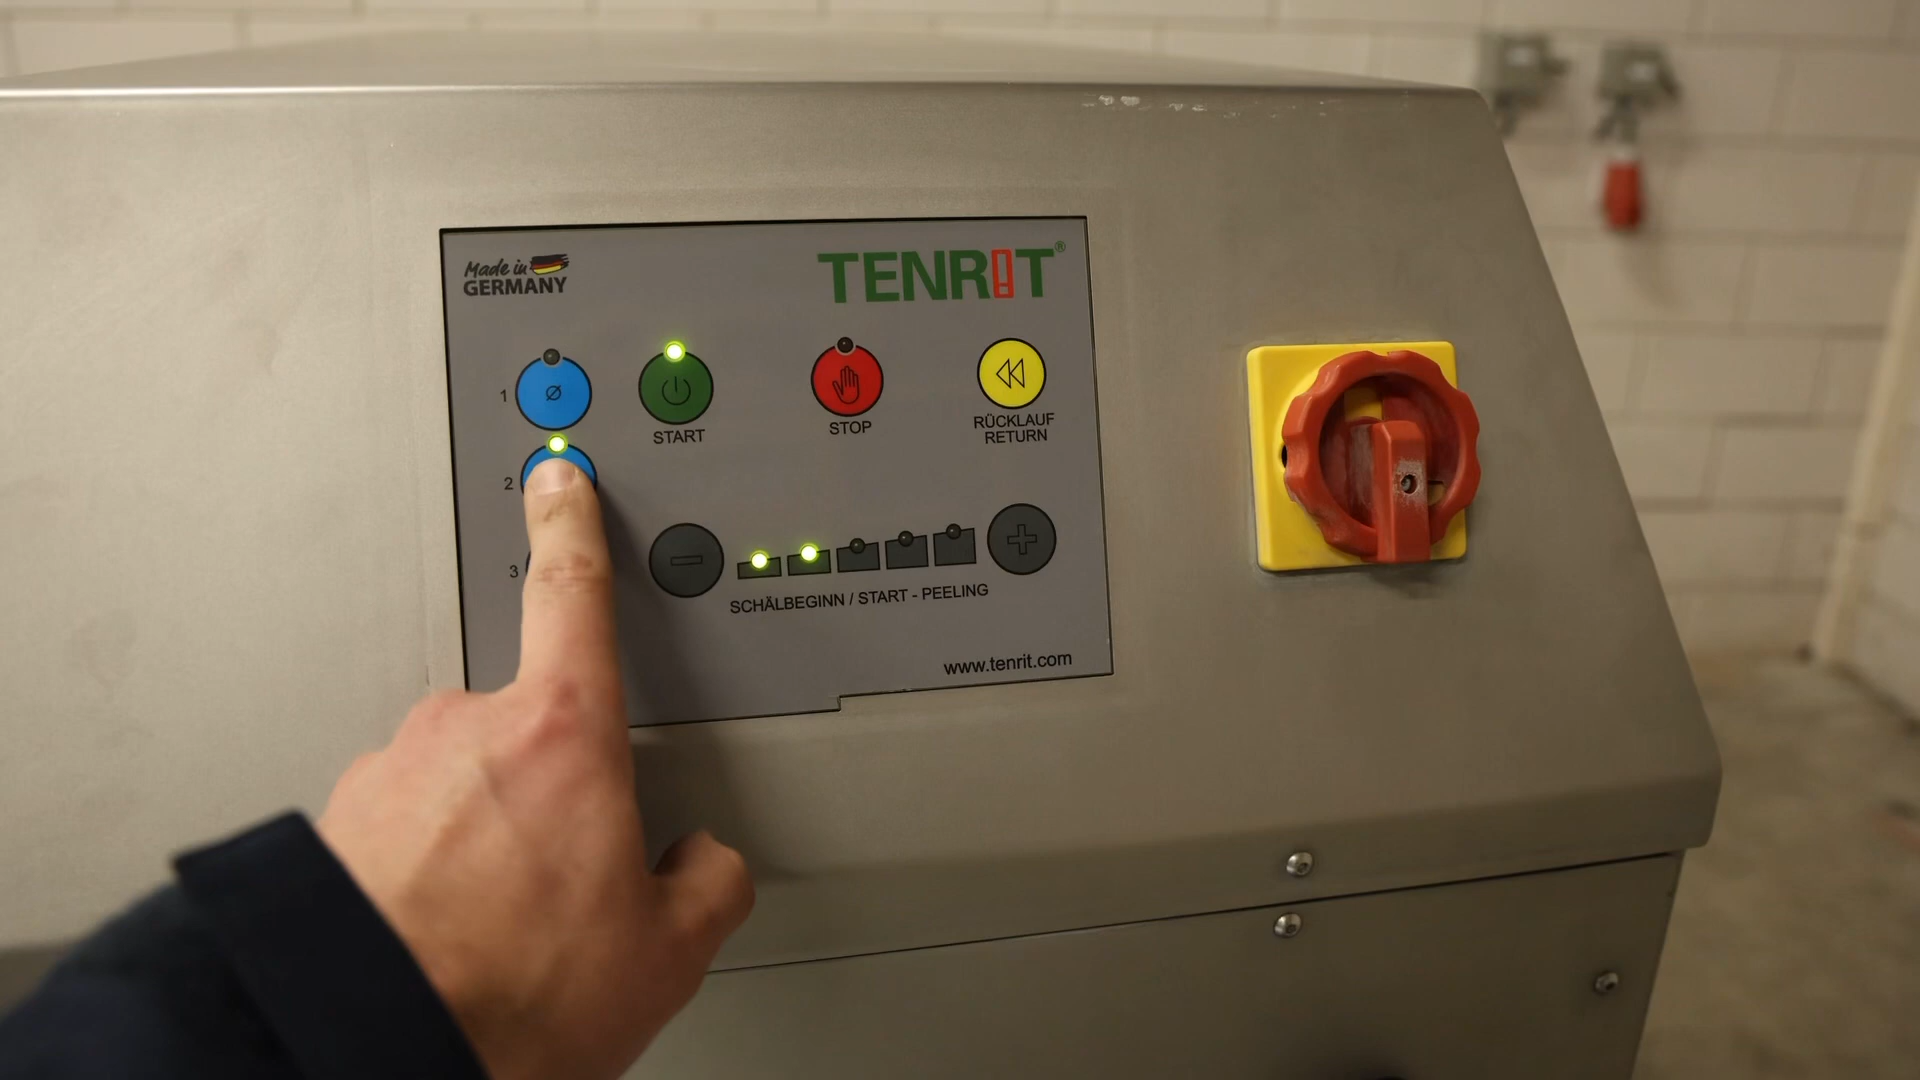 Made in
GERMANY
TENRIT®
1
START
STOP
RÜCKLAUF
RETURN
2
3
SCHÄLBEGINN / START - PEELING
www.tenrit.com